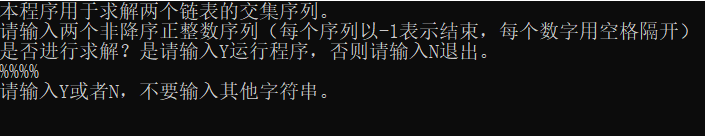 本程序用于求解两个链表的交集序列。
请输入两个非降序正整数序列（每个序列以-1表示结束，每个数字用空格隔开）
是否进行求解？是请输入Y运行程序，否则请输入N退出。
%%%%
请输入Y或者N，不要输入其他字符串。